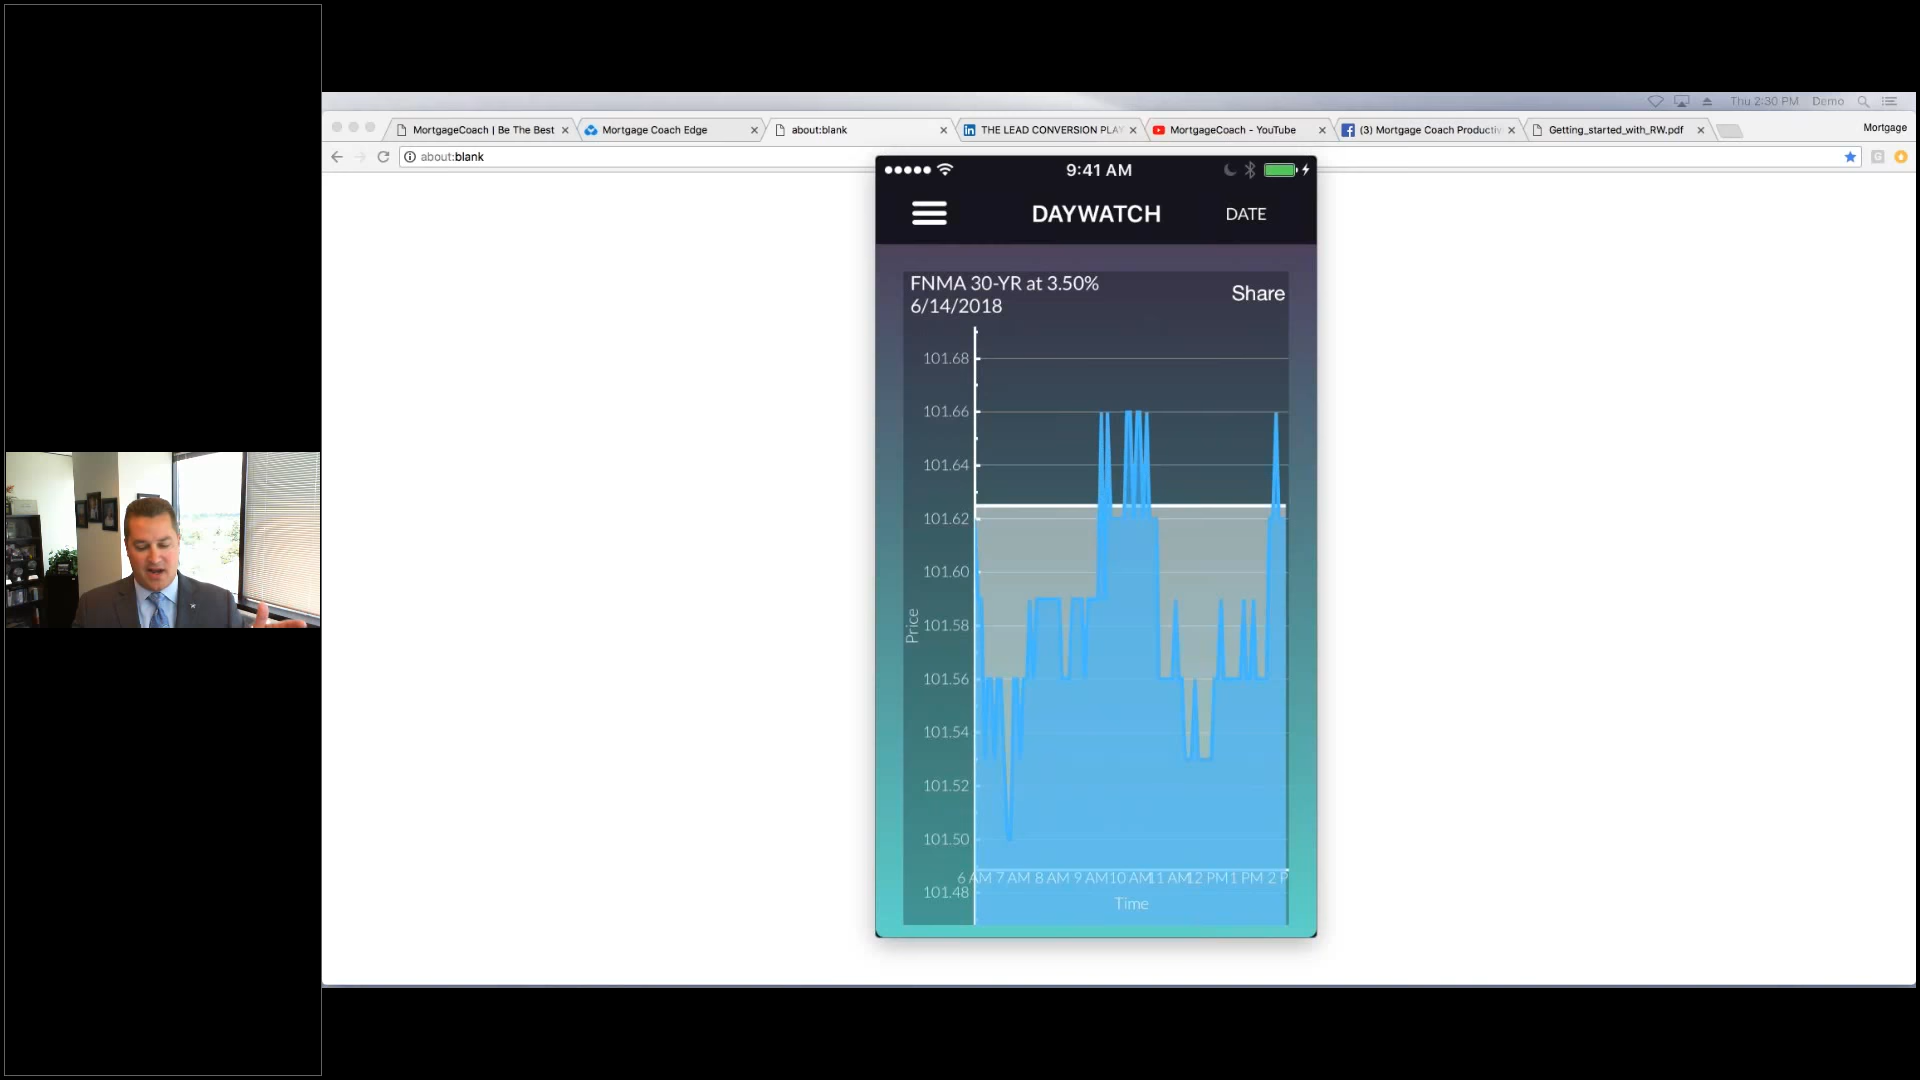 Thu 2:30 PM Demo
MortgageCoach | Be The Best
Mortgage Coach Edge
about:blank
THE LEAD CONVERSION PLAY
MortgageCoach - YouTube
(3) Mortgage Coach Productiv
Getting_started_with_RW.pdf
Mortgage
about:blank
9:41 AM
DAYWATCH
DATE
FNMA 30-YR at 3.50%
6/14/2018
Share
101.68
101.66
101.64
101.62
101.60
101.58
101.56
101.54
101.52
101.50
101.48
Price
6 AM 7 AM 8 AM 9 AM 10 AM 11 AM 12 PM 1 PM 2 P
Time